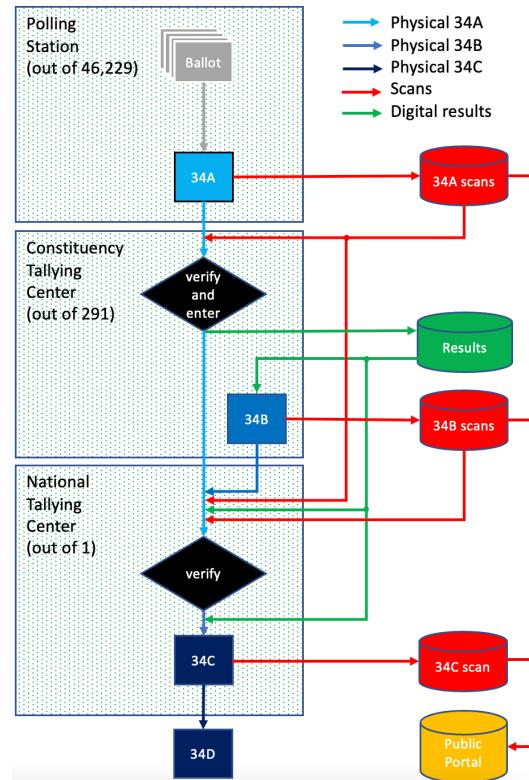 Polling
Station
(out of 46,229)
Ballot
Physical 34A
Physical 34B
Physical 34C
Scans
Digital results
34A
34A scans
Constituency
Tallying
Center
(out of 291)
verify
and
enter
Results
34B
34B scans
National
Tallying
Center
(out of 1)
verify
34C
34C scan
34D
Public
Portal